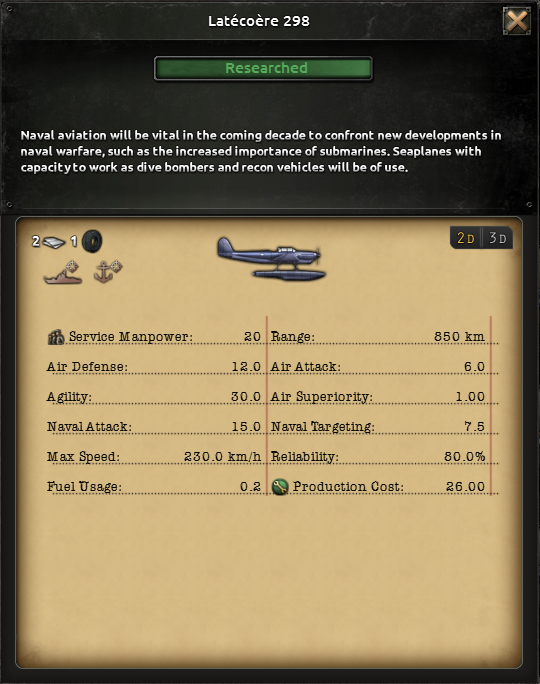 Latécoère 298
Researched
Naval aviation will be vital in the coming decade to confront new developments in
naval warfare, such as the increased importance of submarines. Seaplanes with
capacity to work as dive bombers and recon vehicles will be of use.
2 1
2D 3D
Service Manpower: 20 Range: 850 km
Air Defense: 12.0 Air Attack: 6.0
Agility: 30.0 Air Superiority: 1.00
Naval Attack: 15.0 Naval Targeting: 7.5
Max Speed: 230.0 km/h Reliability: 80.0%
Fuel Usage: 0.2 Production Cost: 26.00